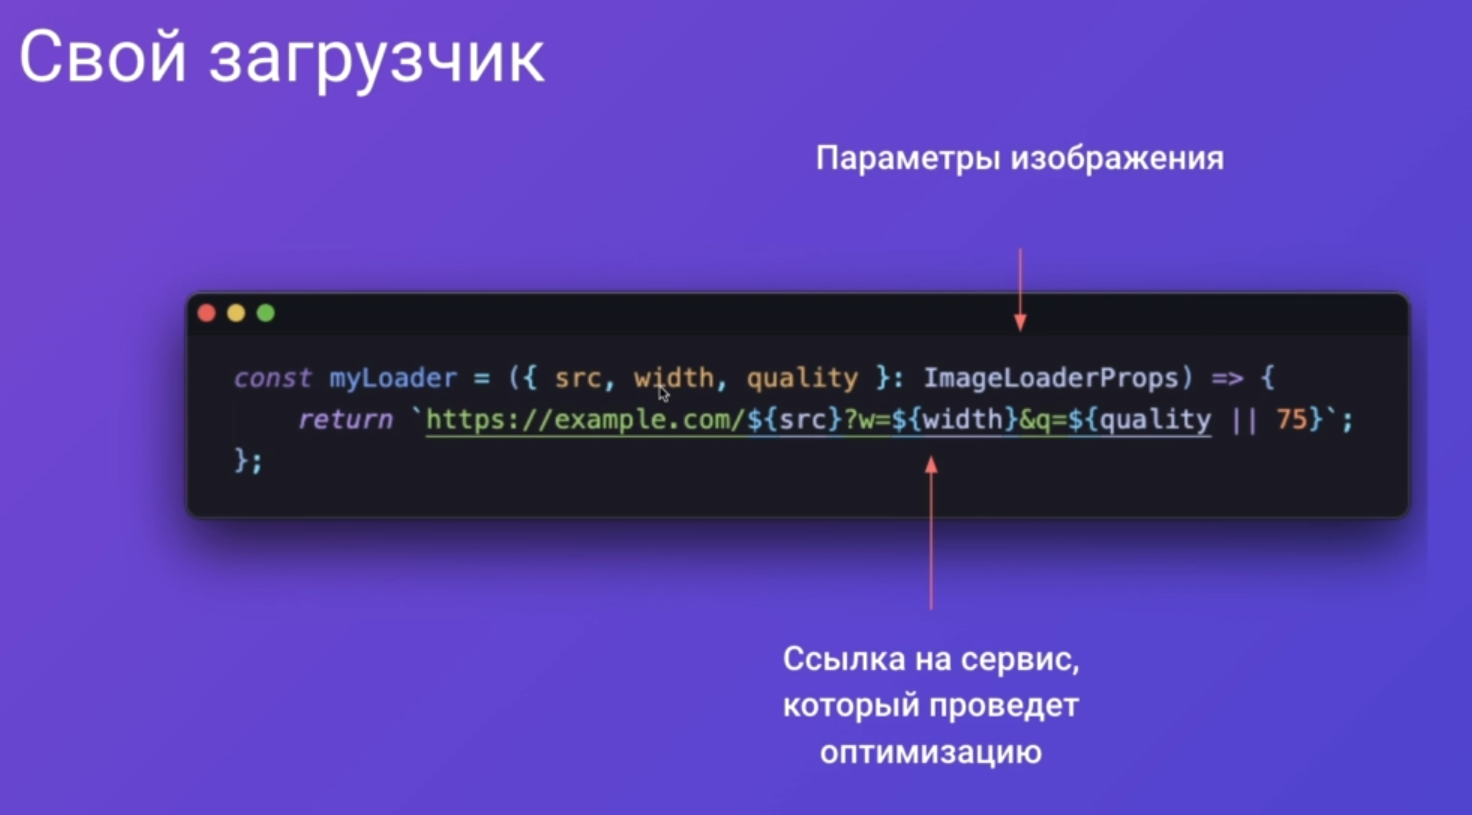 Свой загрузчик
Параметры изображения
const myLoader = ({ src, width, quality }: ImageLoaderProps) => {
    return `https://example.com/${src}?w=${width}&q=${quality || 75}`;
};
Ссылка на сервис,
который проведет
оптимизацию